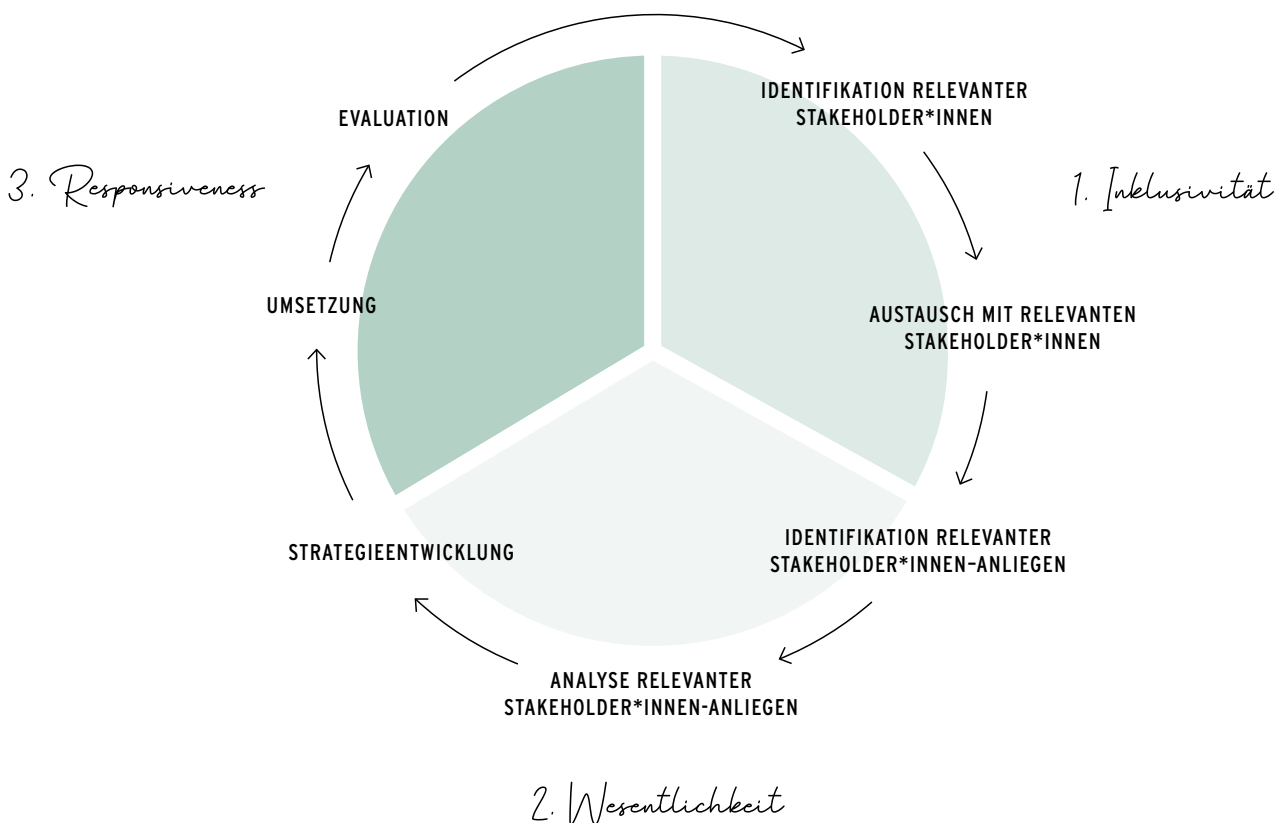 IDENTIFIKATION RELEVANTER
STAKEHOLDER*INNEN
1. Inklusivität
AUSTAUSCH MIT RELEVANTEN
STAKEHOLDER*INNEN
IDENTIFIKATION RELEVANTER
STAKEHOLDER*INNEN-ANLIEGEN
ANALYSE RELEVANTER
STAKEHOLDER*INNEN-ANLIEGEN
2. Wesentlichkeit
STRATEGIEENTWICKLUNG
UMSETZUNG
3. Responsiveness
EVALUATION